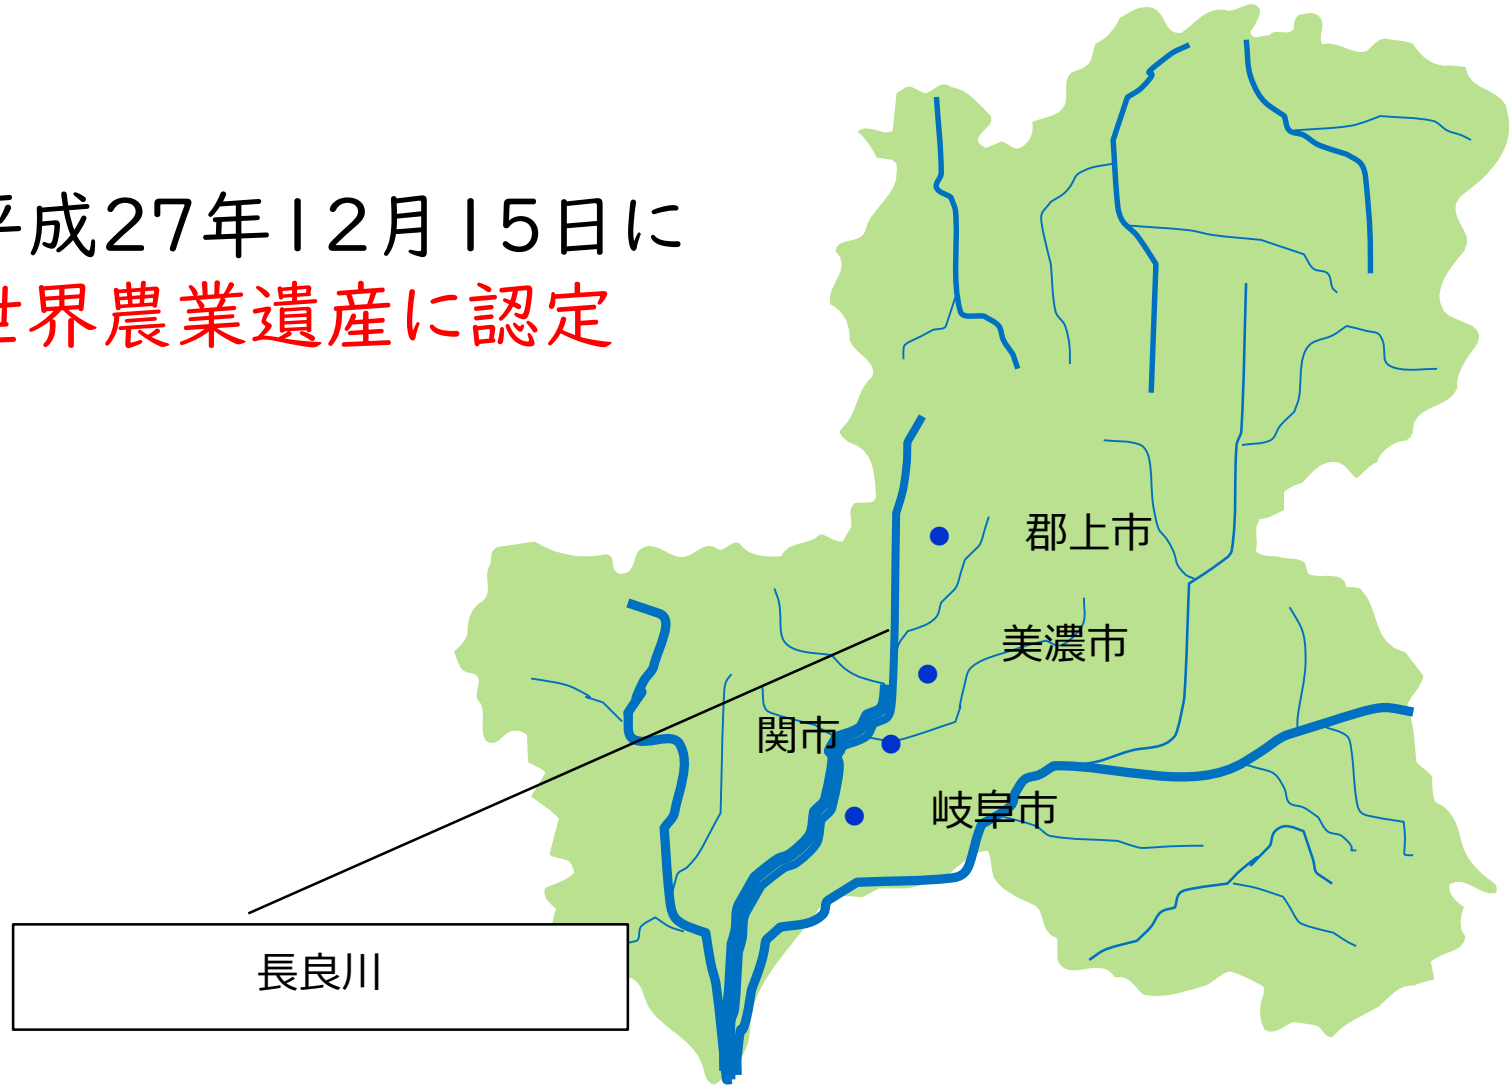 平成27年12月15日に
世界農業遺産に認定
郡上市
美濃市
関市
岐阜市
長良川